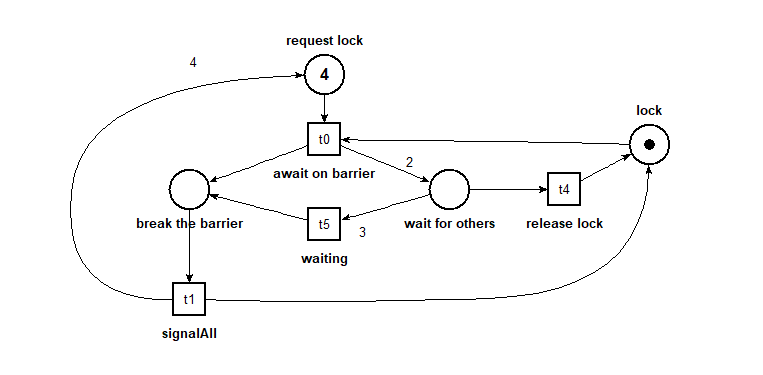 request lock
4
4
lock
t0
2
await on barrier
t4
break the barrier
t5
3
wait for others
release lock
waiting
t1
signalAll